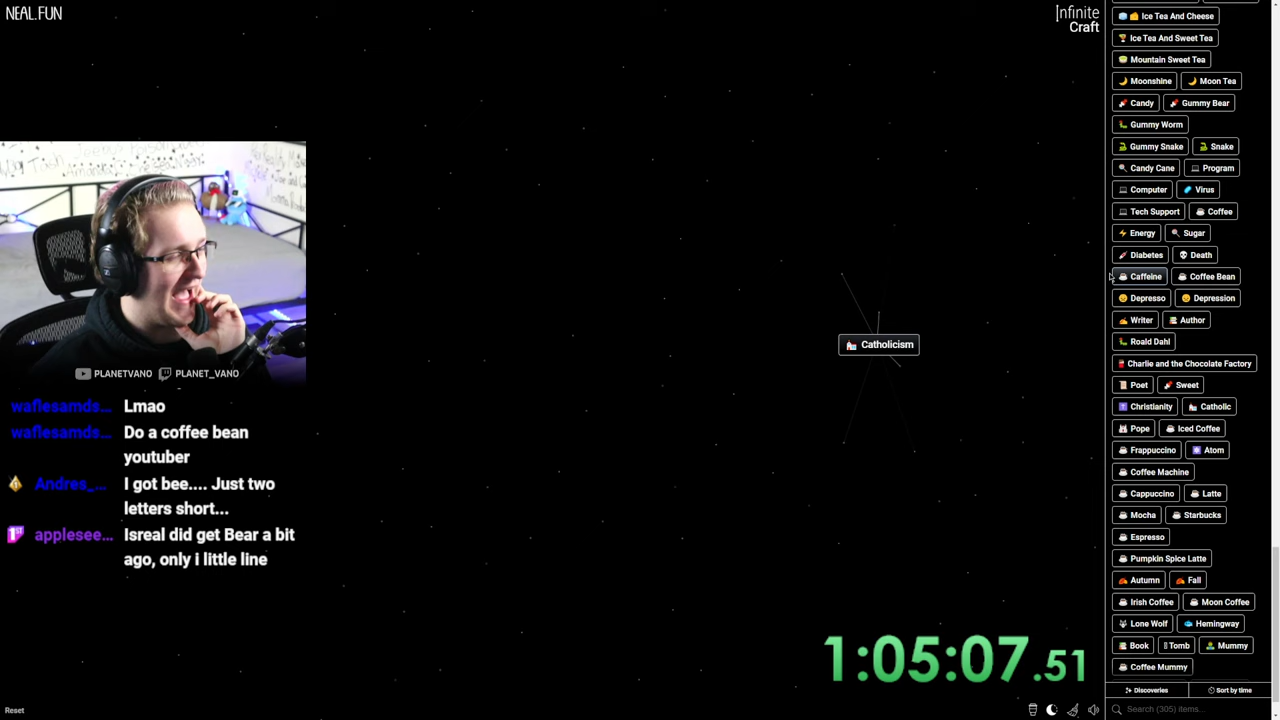 NEAL.FUN
Infinite
Craft
Ice Tea And Cheese
Ice Tea And Sweet Tea
Mountain Sweet Tea
Moonshine Moon Tea
Candy Gummy Bear
Gummy Worm
Gummy Snake Snake
Candy Cane Program
Computer Virus
Tech Support Coffee
Energy Sugar
Diabetes Death
Caffeine Coffee Bean
Depresso Depression
Writer Author
Roald Dahl
Charlie and the Chocolate Factory
Poet Sweet
Christianity Catholic
Pope Iced Coffee
Frappuccino Atom
Coffee Machine
Cappuccino Latte
Mocha Starbucks
Espresso
Pumpkin Spice Latte
Autumn Fall
Irish Coffee Moon Coffee
Lone Wolf Hemingway
Book Tomb Mummy
Coffee Mummy
Discoveries Sort by time
Search (305) items...
Catholicism
PLANETVANO PLANET_VANO
waflesamds... Lmao
waflesamds... Do a coffee bean
youtuber
Andres_... I got bee.... Just two
letters short...
1ST applesee... Isreal did get Bear a bit
ago, only i little line
1:05:07.51
Reset